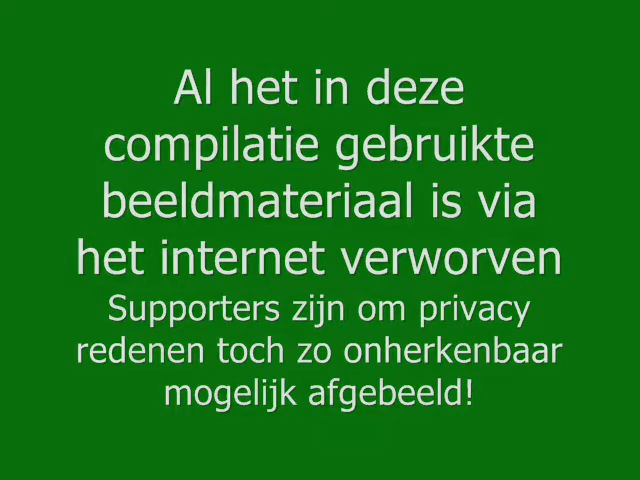 Al het in deze
compilatie gebruikte
beeldmateriaal is via
het internet verworven
Supporters zijn om privacy
redenen toch zo onherkenbaar
mogelijk afgebeeld!